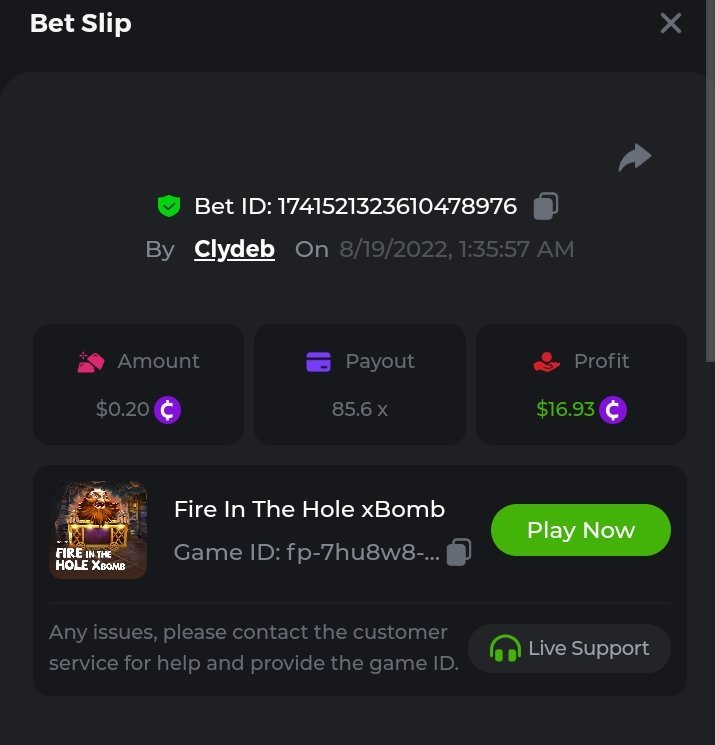 Bet Slip
Bet ID: 1741521323610478976
By Clydeb On 8/19/2022, 1:35:57 AM
Amount Payout Profit
$0.20 85.6 x $16.93
Fire In The Hole xBomb
Game ID: fp-7hu8w8-...
Play Now
FIRE IN THE
HOLE XBOMB
Any issues, please contact the customer
service for help and provide the game ID.
Live Support